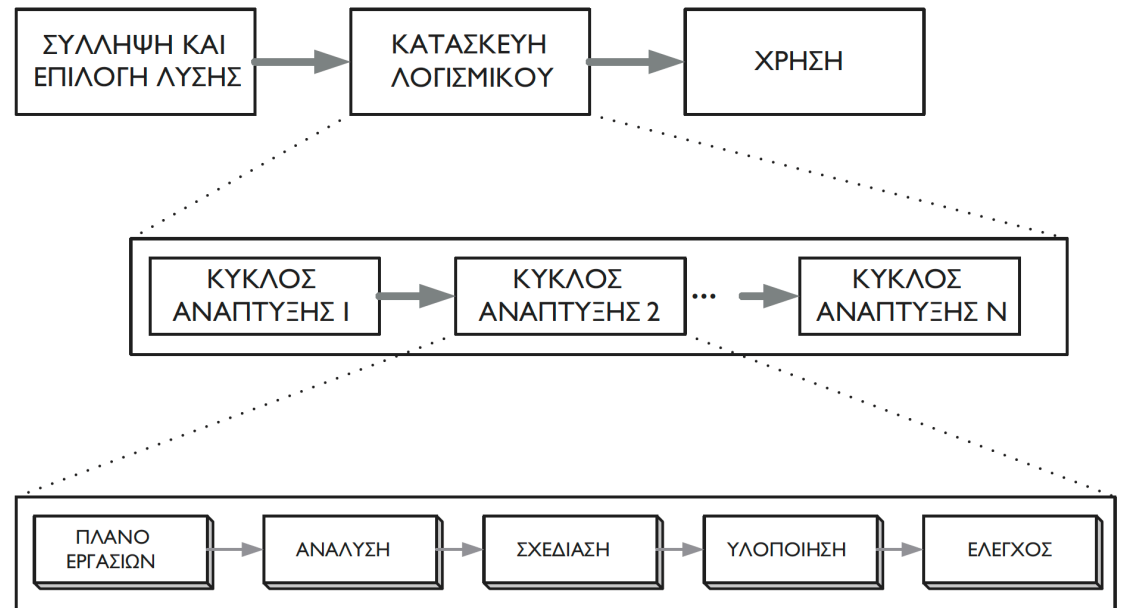 ΣΥΛΛΗΨΗ ΚΑΙ
ΕΠΙΛΟΓΗ ΛΥΣΗΣ
ΚΑΤΑΣΚΕΥΗ
ΛΟΓΙΣΜΙΚΟΥ
ΧΡΗΣΗ
ΚΥΚΛΟΣ
ΑΝΑΠΤΥΞΗΣ 1
ΚΥΚΛΟΣ
ΑΝΑΠΤΥΞΗΣ 2
...
ΚΥΚΛΟΣ
ΑΝΑΠΤΥΞΗΣ Ν
ΠΛΑΝΟ
ΕΡΓΑΣΙΩΝ
ΑΝΑΛΥΣΗ
ΣΧΕΔΙΑΣΗ
ΥΛΟΠΟΙΗΣΗ
ΕΛΕΓΧΟΣ